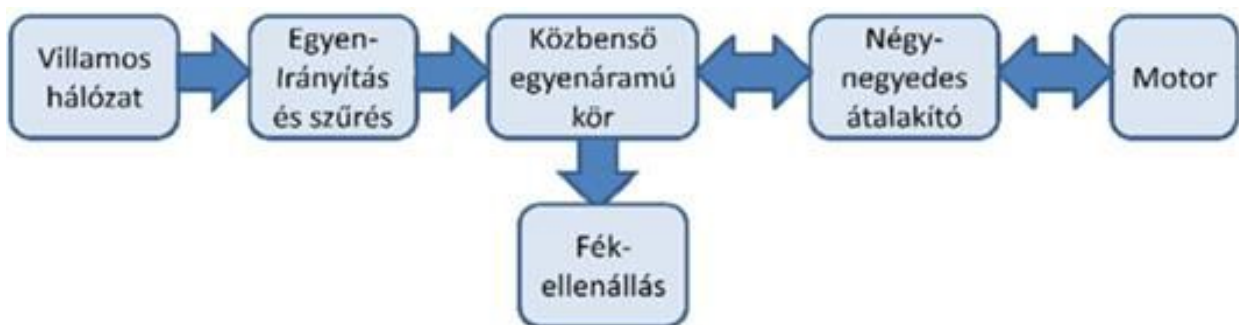 Villamos
hálózat
Egyen-
Irányítás
és szűrés
Közbenső
egyenáramú
kör
Négy-
negyedes
átalakító
Motor
Fék-
ellenállás